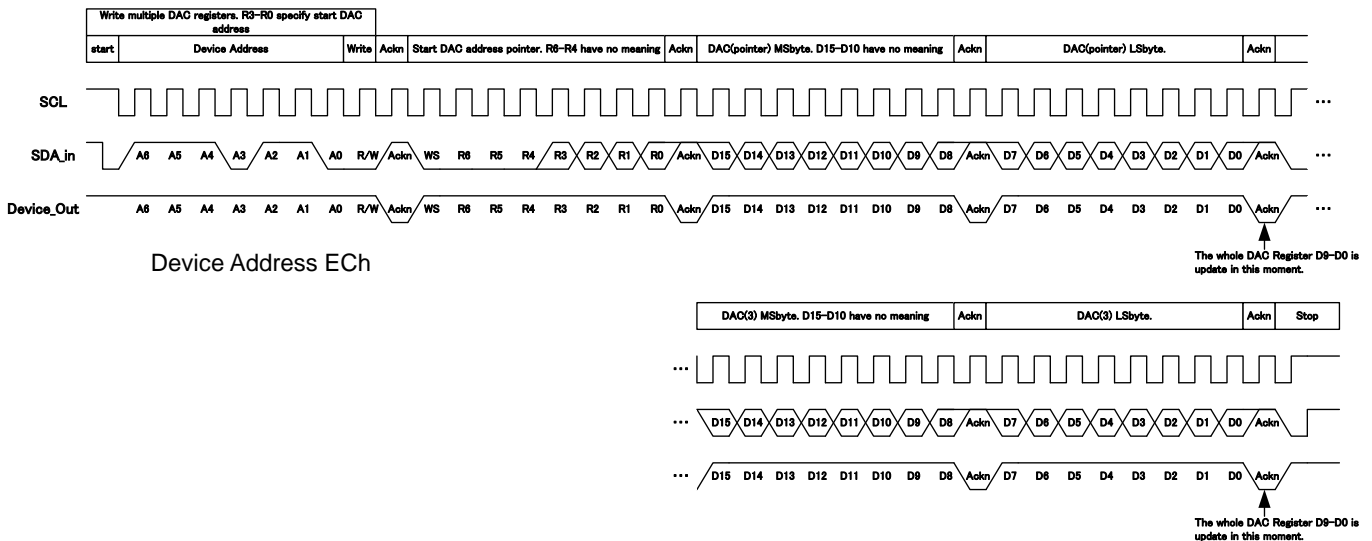 Write multiple DAC registers. R3-R0 specify start DAC
address
start Device Address Write Ackn Start DAC address pointer. R6-R4 have no meaning Ackn DAC(pointer) MSbyte. D15-D10 have no meaning Ackn DAC(pointer) LSbyte. Ackn
SCL ...
SDA_in A6 A5 A4 A3 A2 A1 A0 R/W Ackn WS R6 R5 R4 R3 R2 R1 R0 Ackn D15 D14 D13 D12 D11 D10 D9 D8 Ackn D7 D6 D5 D4 D3 D2 D1 D0 Ackn ...
Device_Out A6 A5 A4 A3 A2 A1 A0 R/W Ackn WS R6 R5 R4 R3 R2 R1 R0 Ackn D15 D14 D13 D12 D11 D10 D9 D8 Ackn D7 D6 D5 D4 D3 D2 D1 D0 Ackn ...
The whole DAC Register D9-D0 is
update in this moment.
Device Address ECh
DAC(3) MSbyte. D15-D10 have no meaning Ackn DAC(3) LSbyte. Ackn Stop
...
... D15 D14 D13 D12 D11 D10 D9 D8 Ackn D7 D6 D5 D4 D3 D2 D1 D0 Ackn
... D15 D14 D13 D12 D11 D10 D9 D8 Ackn D7 D6 D5 D4 D3 D2 D1 D0 Ackn
The whole DAC Register D9-D0 is
update in this moment.